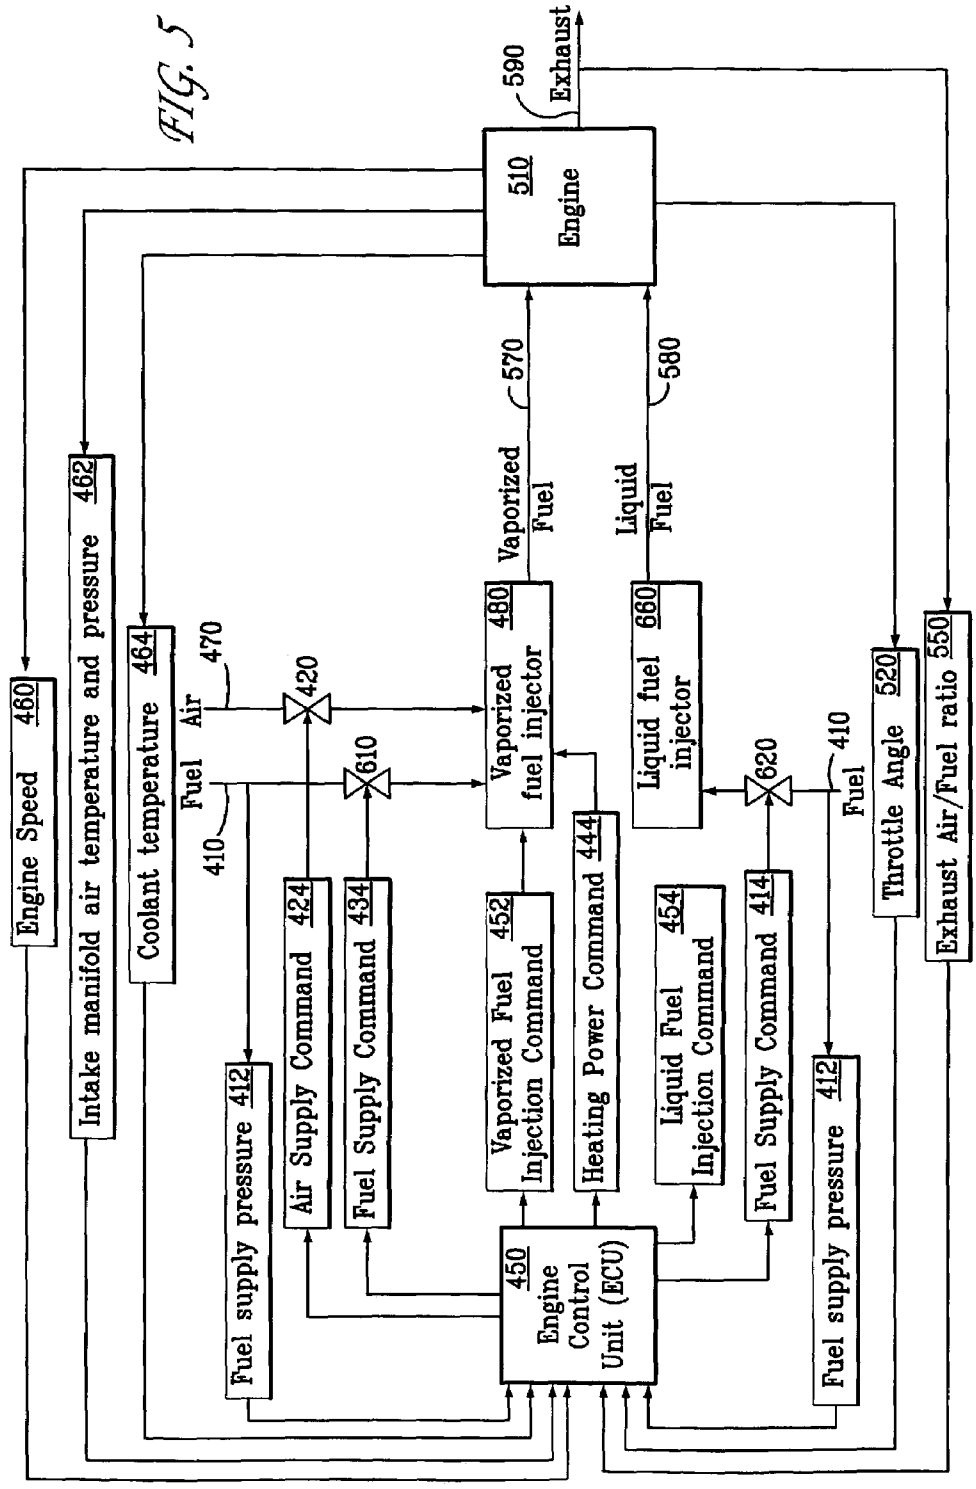 FIG. 5
Engine Speed 460
Intake manifold air temperature and pressure 462
Coolant temperature 464
Fuel
410
Air
470
420
610
Fuel supply pressure 412
Air Supply Command 424
Fuel Supply Command 434
450
Engine
Control
Unit (ECU)
Vaporized Fuel 452
Injection Command
Heating Power Command 444
Liquid Fuel 454
Injection Command
Fuel Supply Command 414
Fuel supply pressure 412
Vaporized 480
fuel injector
Liquid fuel 660
injector
620
410
Fuel
Vaporized
Fuel
570
Liquid
Fuel
580
510
Engine
590
Exhaust
Throttle Angle 520
Exhaust Air/Fuel ratio 550